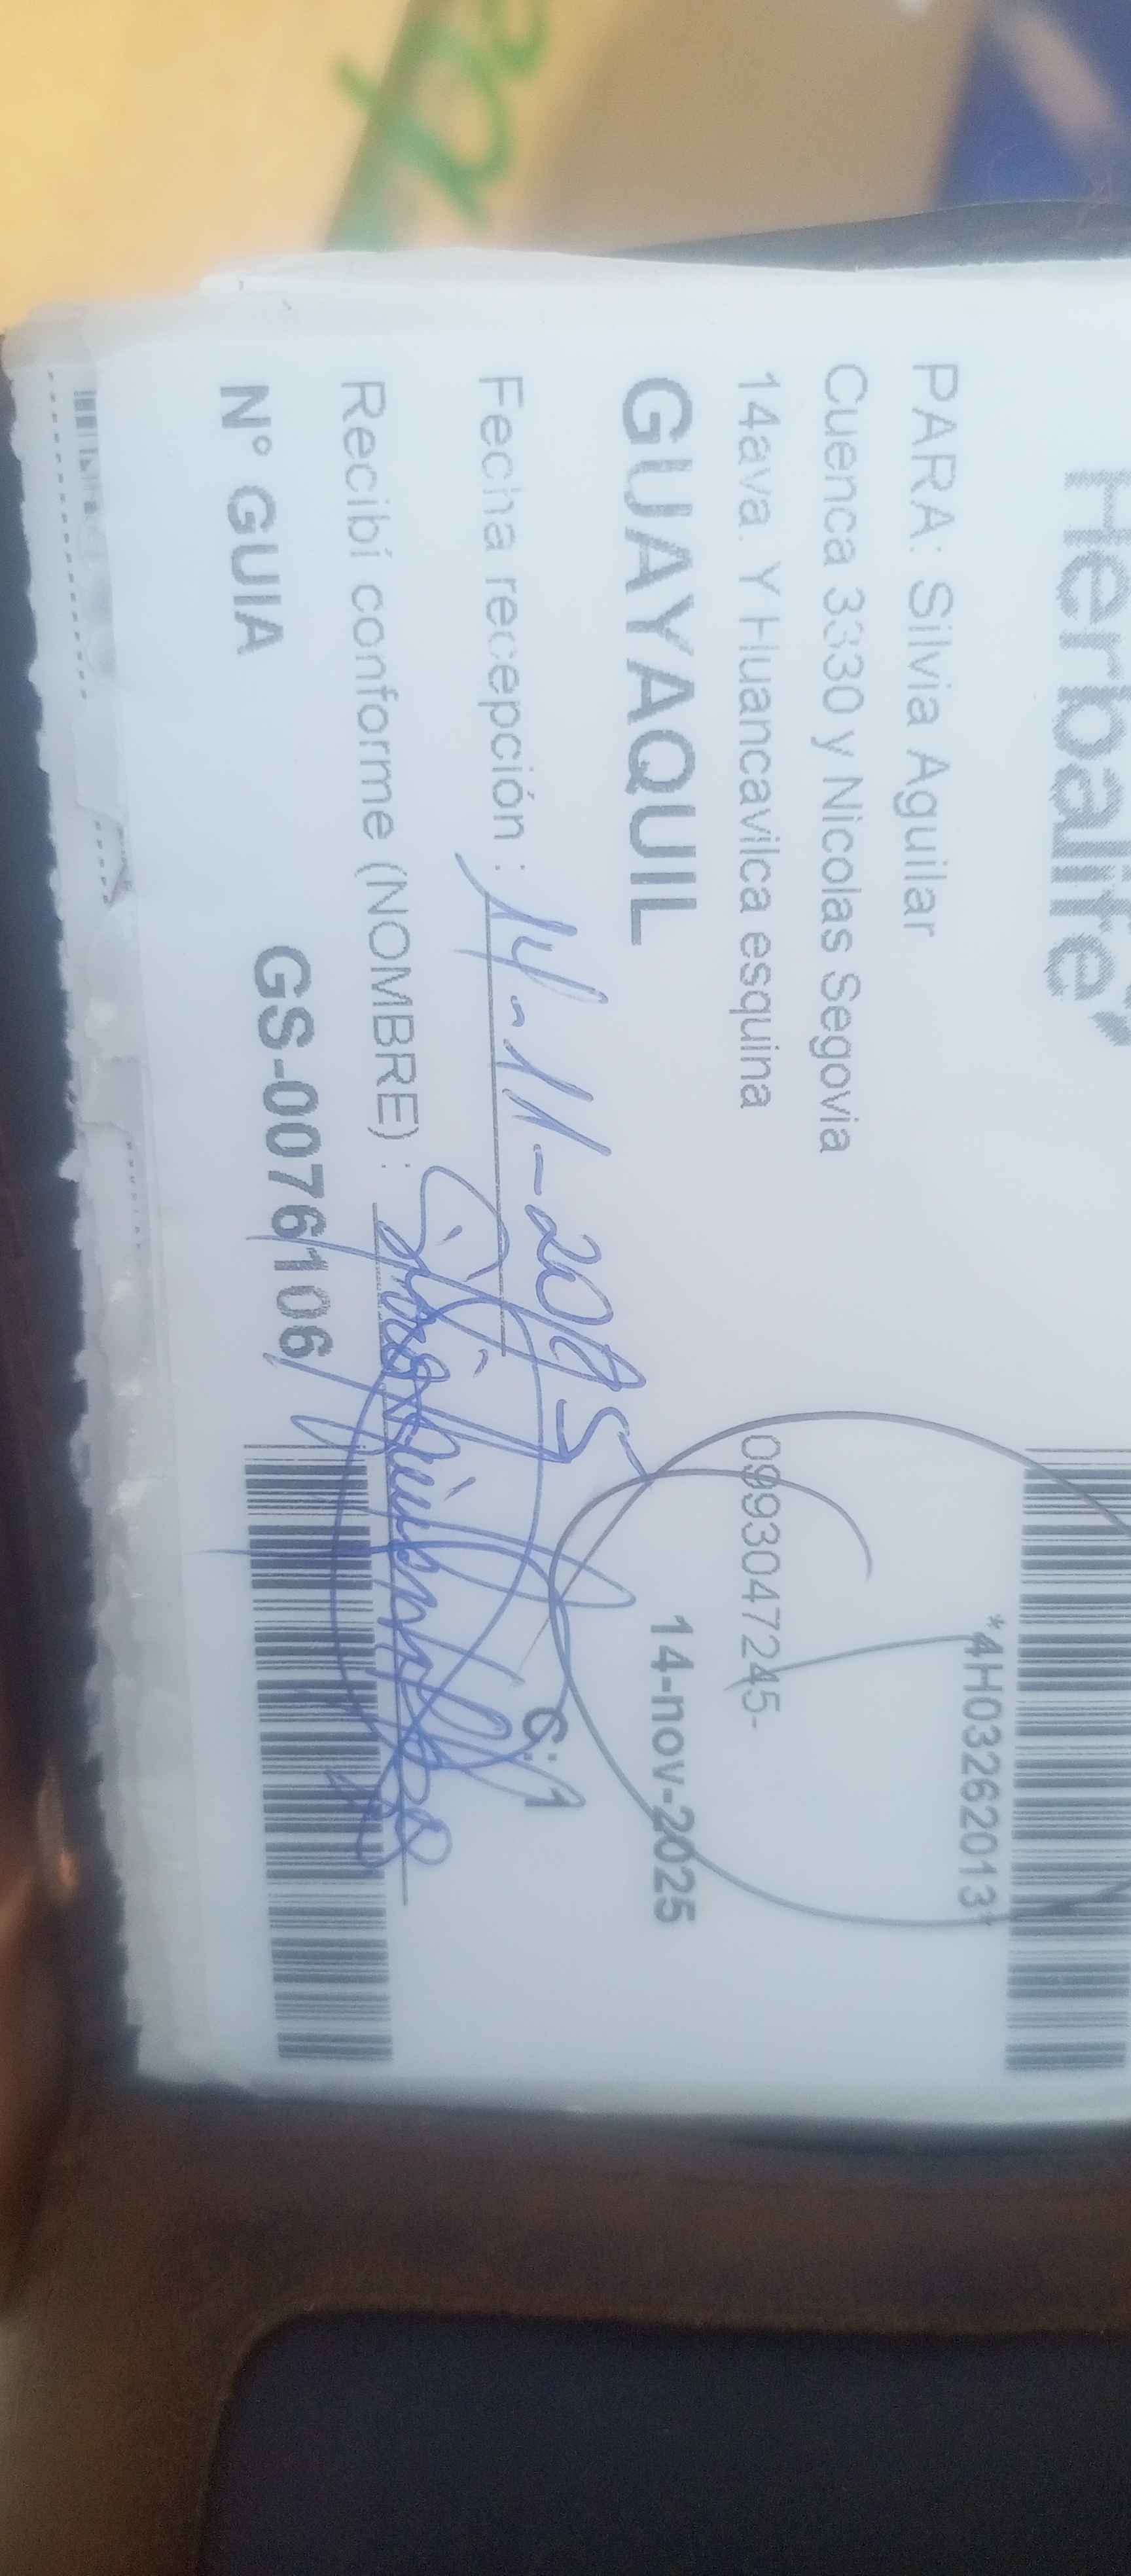 Herbalife
*4H03262013*
PARA: Silvia Aguilar
Cuenca 3330 y Nicolas Segovia
14ava. Y Huancavilca esquina 0993047245-
GUAYAQUIL 14-nov-2025
Fecha recepción : 14-11-2025 C: 1
Recibí conforme (NOMBRE) :
N° GUIA GS-0076106